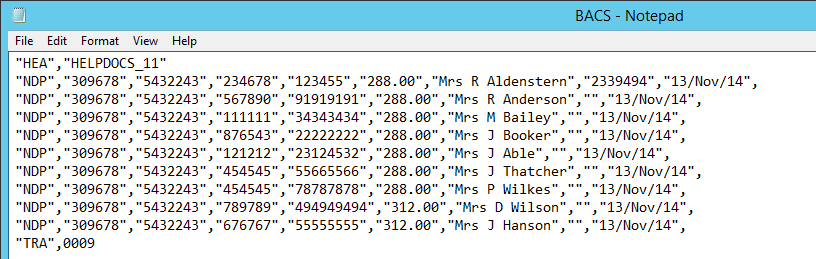 BACS - Notepad
File Edit Format View Help
"HEA","HELPDOCS_11"
"NDP","309678","5432243","234678","123455","288.00","Mrs R Aldenstern","2339494","13/Nov/14",
"NDP","309678","5432243","567890","91919191","288.00","Mrs R Anderson","","13/Nov/14",
"NDP","309678","5432243","111111","34343434","288.00","Mrs M Bailey","","13/Nov/14",
"NDP","309678","5432243","876543","22222222","288.00","Mrs J Booker","","13/Nov/14",
"NDP","309678","5432243","121212","23124532","288.00","Mrs J Able","","13/Nov/14",
"NDP","309678","5432243","454545","55665566","288.00","Mrs J Thatcher","","13/Nov/14",
"NDP","309678","5432243","454545","78787878","288.00","Mrs P Wilkes","","13/Nov/14",
"NDP","309678","5432243","789789","494949494","312.00","Mrs D Wilson","","13/Nov/14",
"NDP","309678","5432243","676767","55555555","312.00","Mrs J Hanson","","13/Nov/14",
"TRA",0009